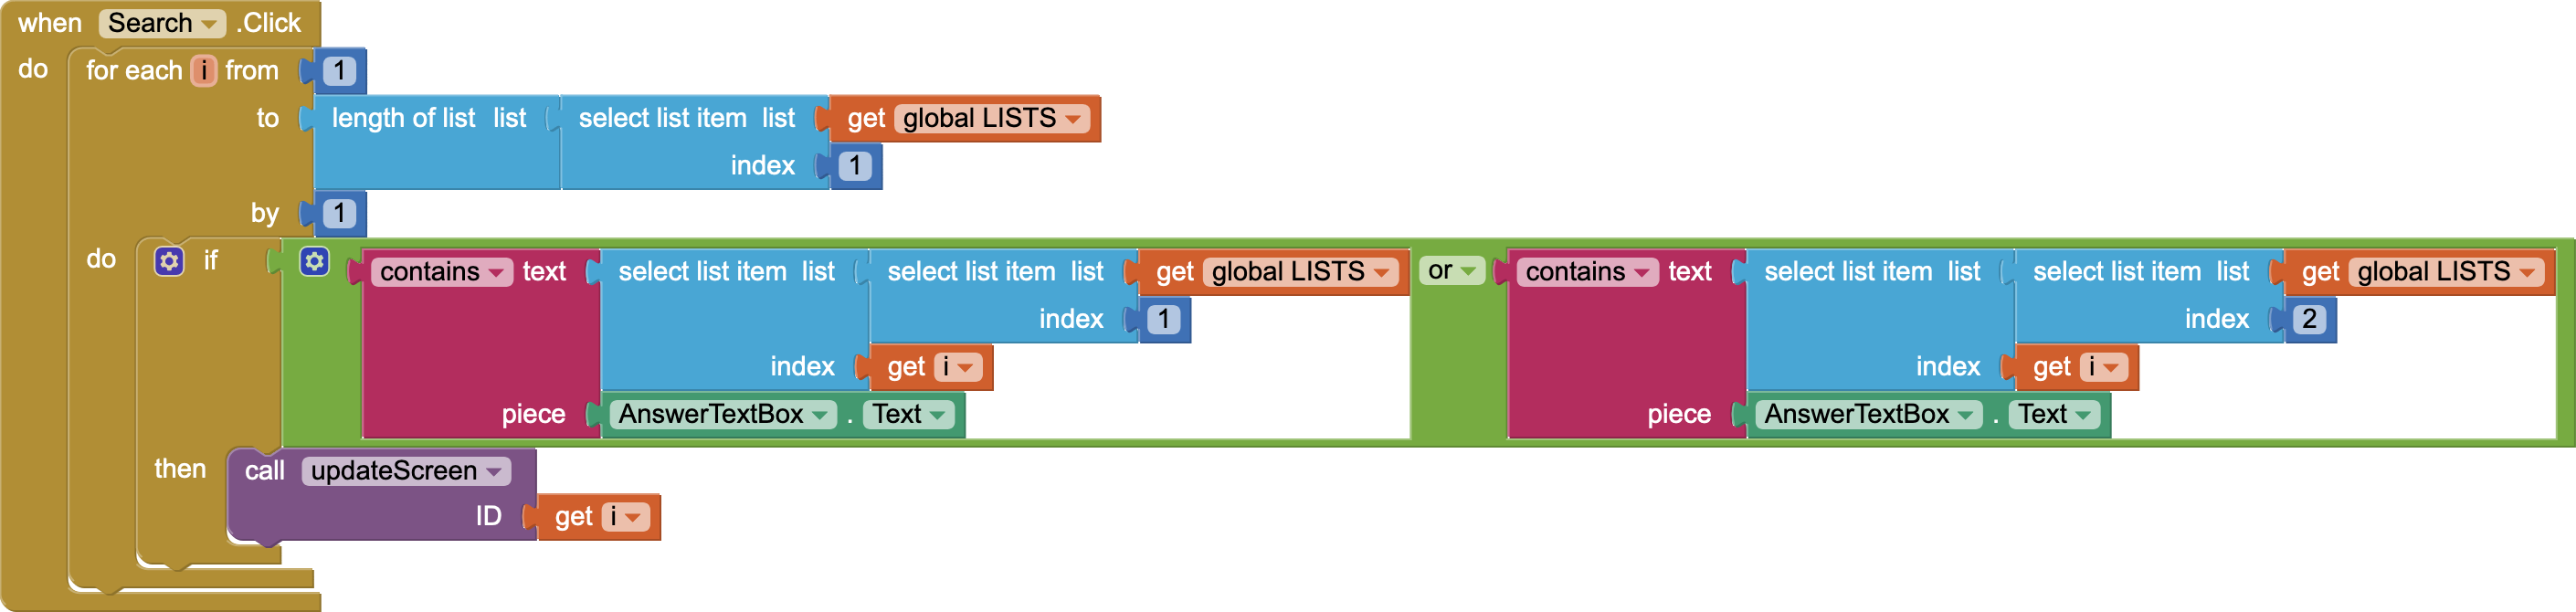 when Search .Click
do for each i from 1
to length of list list select list item list get global LISTS
index 1
by 1
do if contains text select list item list select list item list get global LISTS or contains text select list item list select list item list get global LISTS
index 1 index 2
index get i index get i
piece AnswerTextBox . Text piece AnswerTextBox . Text
then call updateScreen
ID get i